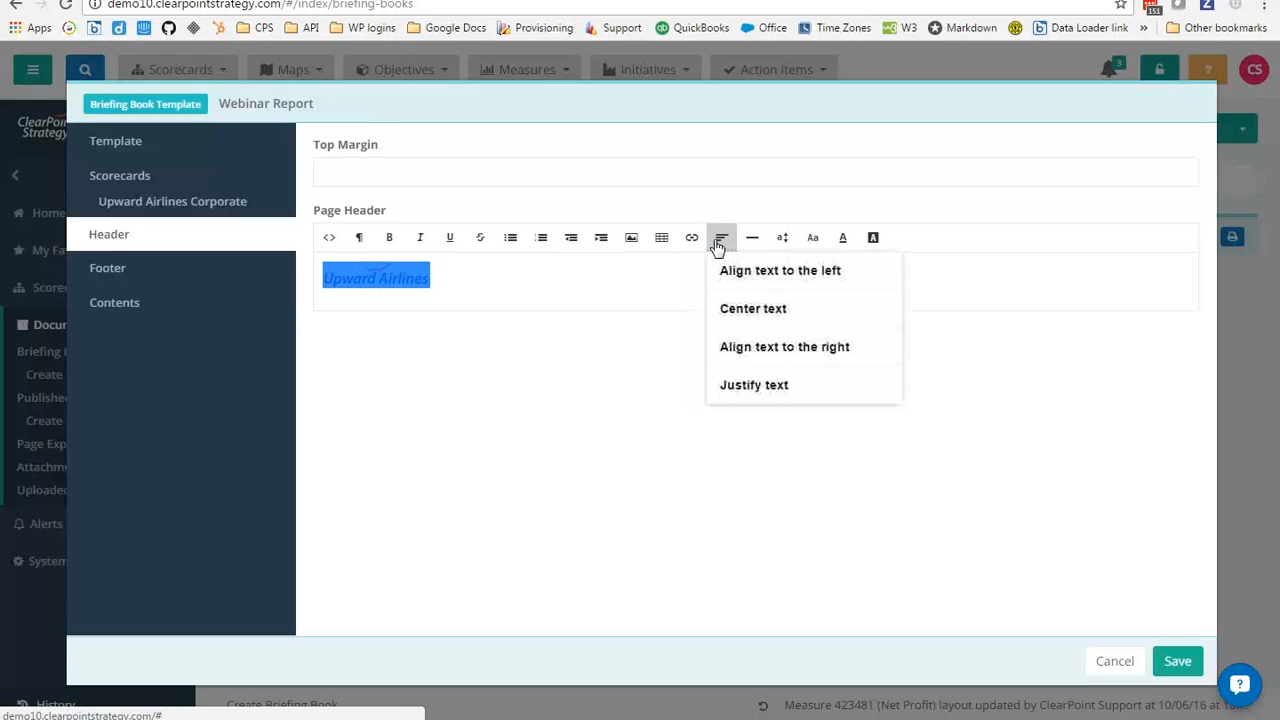 demo10.clearpointstrategy.com/#/index/briefing-books
151
Apps
CPS
API
WP logins
Google Docs
Provisioning
Support
QuickBooks
Office
Time Zones
W3
Markdown
Data Loader link
»
Other bookmarks
Scorecards
Maps
Objectives
Measures
Initiatives
Action Items
3
?
CS
Briefing Book Template
Webinar Report
ClearPoint
Strategy
Template
Scorecards
Upward Airlines Corporate
Header
Footer
Contents
Home
My Fa
Score
Docum
Briefing
Create
Publishe
Create
Page Exp
Attachm
Uploade
Alerts
System
History
Top Margin
Page Header
Upward Airlines
Align text to the left
Center text
Align text to the right
Justify text
Cancel
Save
Create Briefing Book
Measure 423481 (Net Profit) layout updated by ClearPoint Support at 10/06/16 at
demo10.clearpointstrategy.com/#